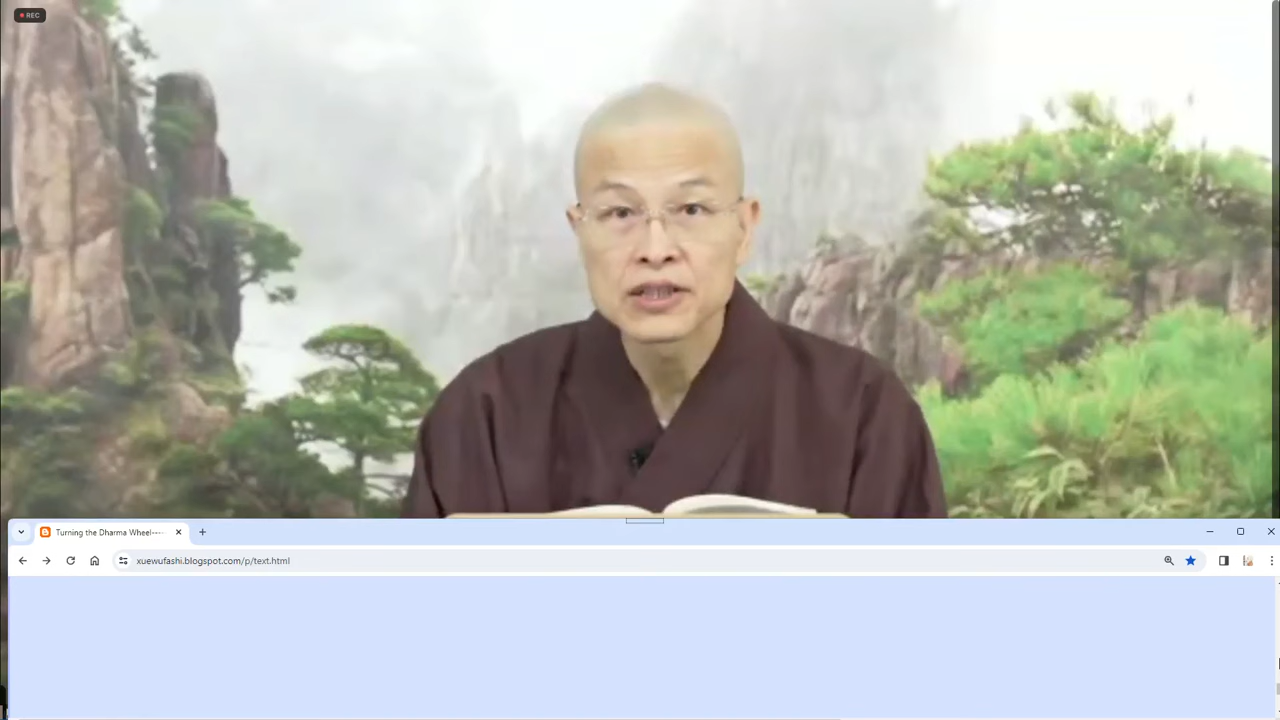 REC
Turning the Dharma Wheel----
xuewufashi.blogspot.com/p/text.html